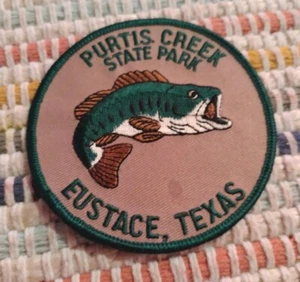 PURTIS CREEK
STATE PARK
EUSTACE, TEXAS